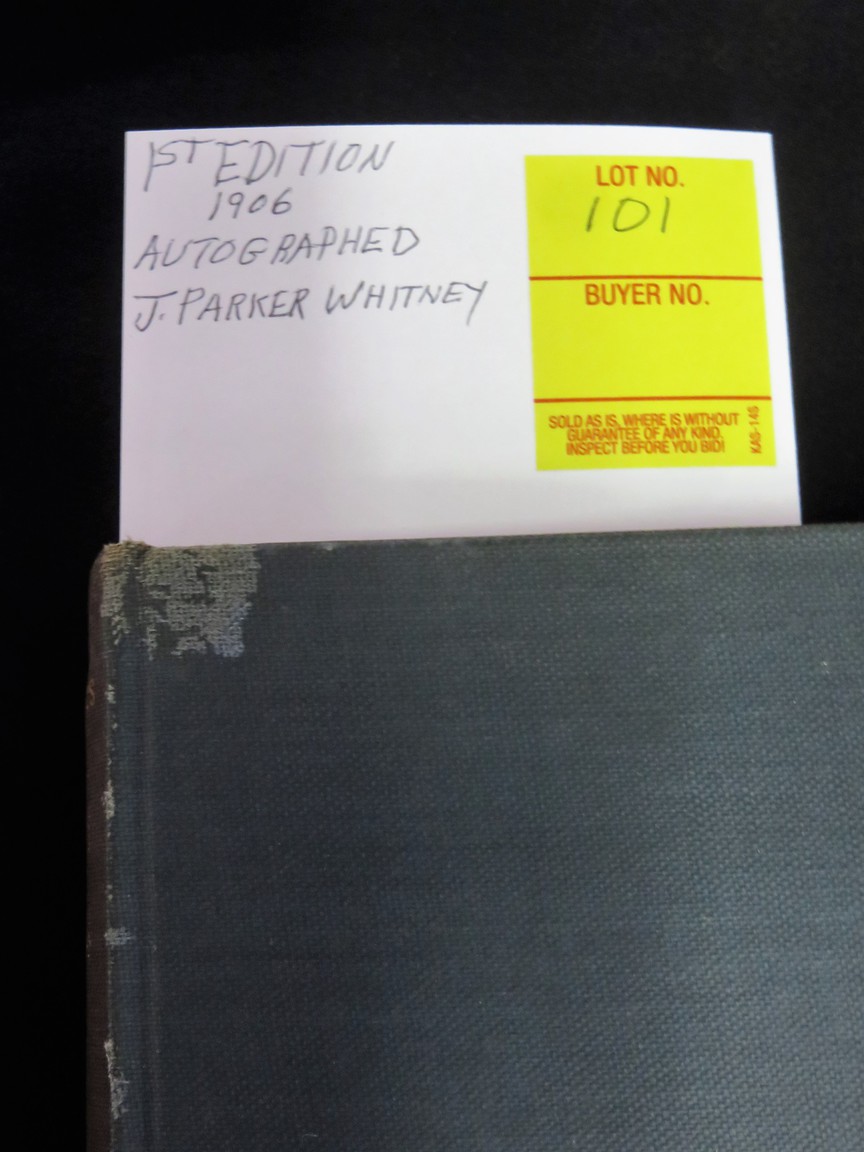 1ST EDITION
1906
AUTOGRAPHED
J. PARKER WHITNEY
LOT NO.
101
BUYER NO.
SOLD AS IS, WHERE IS WITHOUT
GUARANTEE OF ANY KIND.
INSPECT BEFORE YOU BID!
KAS-14S